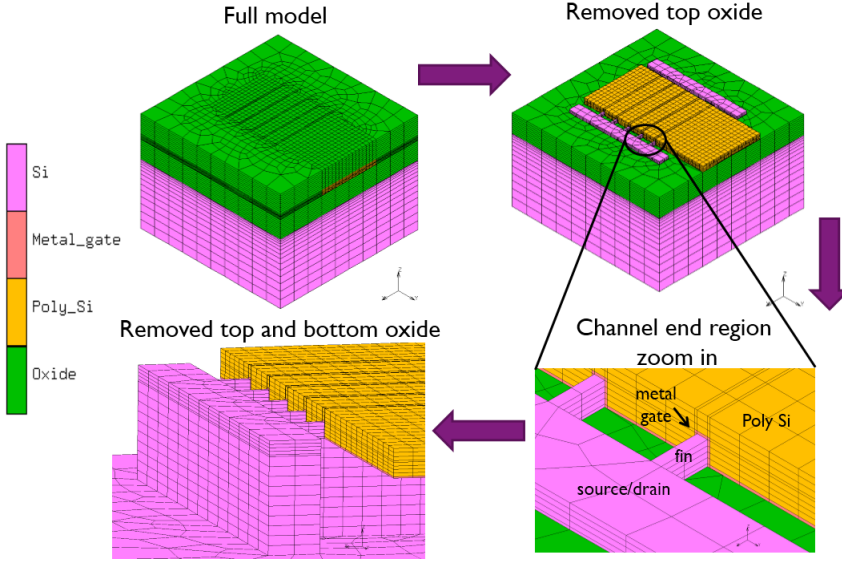 Full model
Removed top oxide
Si
Metal_gate
Poly_Si
Oxide
Removed top and bottom oxide
Channel end region
zoom in
metal
gate
Poly Si
fin
source/drain